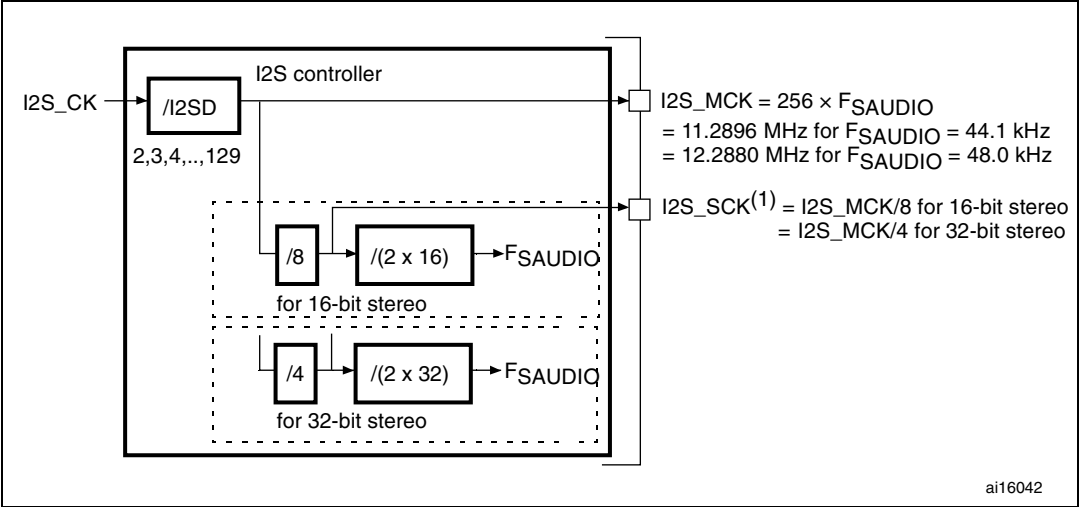 I2S controller
I2S_CK
/I2SD
2,3,4,..,129
I2S_MCK = 256 × FSAUDIO
= 11.2896 MHz for FSAUDIO = 44.1 kHz
= 12.2880 MHz for FSAUDIO = 48.0 kHz
I2S_SCK(1) = I2S_MCK/8 for 16-bit stereo
= I2S_MCK/4 for 32-bit stereo
/8
/(2 x 16)
FSAUDIO
for 16-bit stereo
/4
/(2 x 32)
FSAUDIO
for 32-bit stereo
ai16042